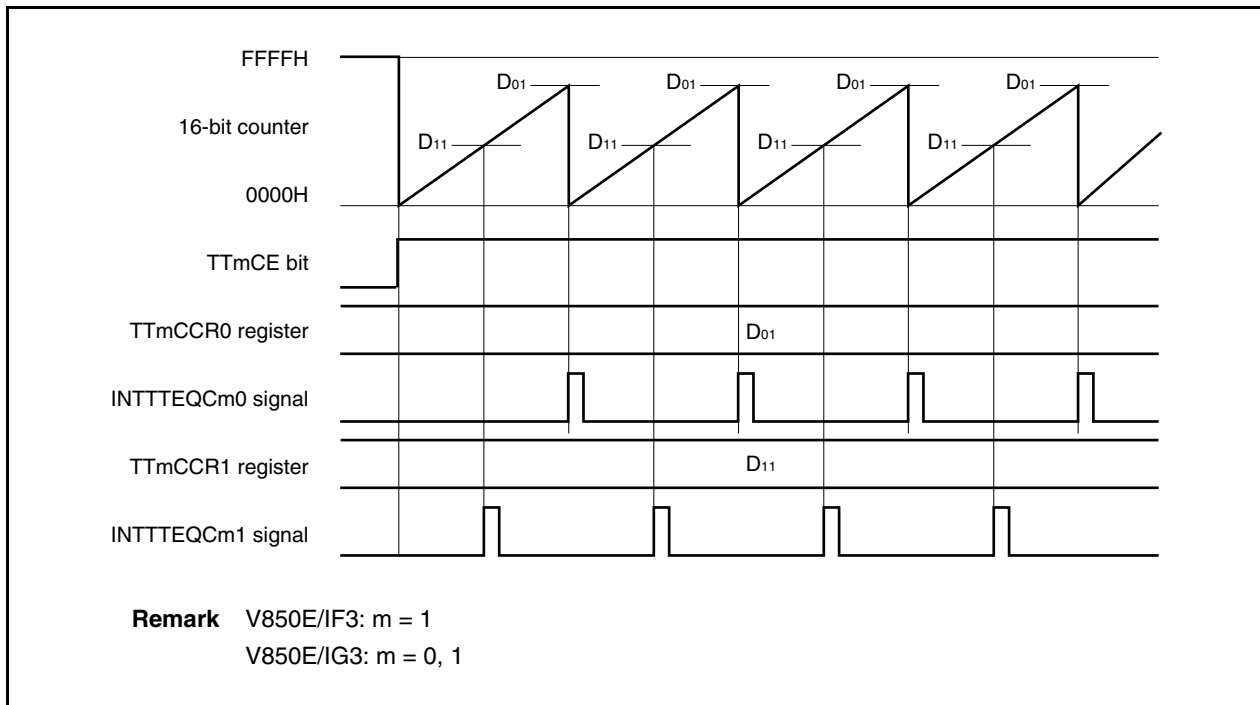 FFFFH
D01 D01 D01 D01
16-bit counter
D11 D11 D11 D11
0000H
TTmCE bit
TTmCCR0 register
D01
INTTTEQCm0 signal
TTmCCR1 register
D11
INTTTEQCm1 signal
Remark V850E/IF3: m = 1
V850E/IG3: m = 0, 1